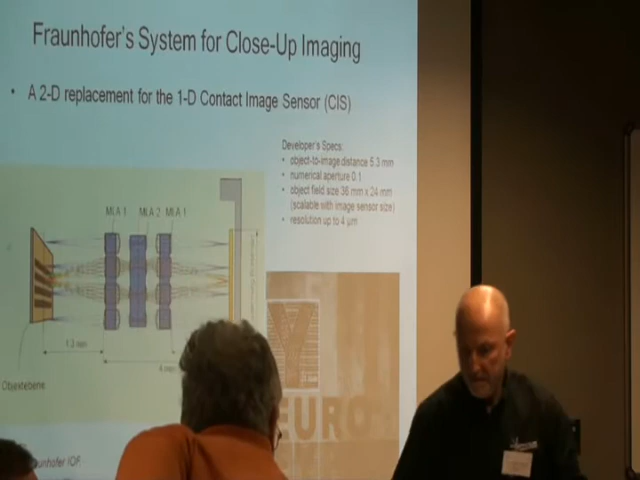 Fraunhofer's System for Close-Up Imaging
• A 2-D replacement for the 1-D Contact Image Sensor (CIS)
Developer's Specs:
• object-to-image distance 5.3 mm
• numerical aperture 0.1
• object field size 36 mm x 24 mm
(scalable with image sensor size)
• resolution up to 4 µm
MLA 1 MLA 2 MLA 1
1.2 mm
4
Objektebene
EURO
IOF